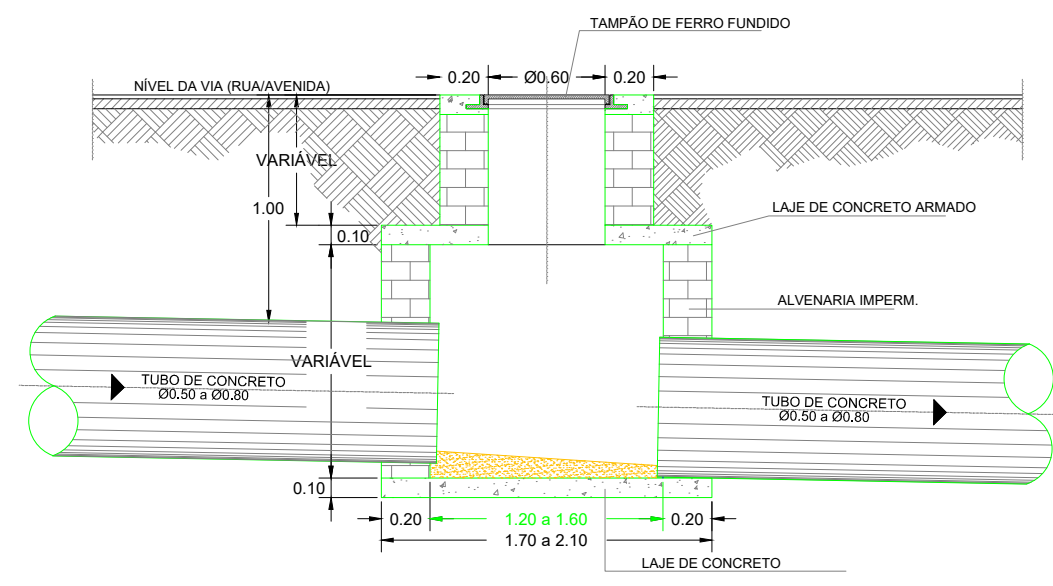 TAMPÃO DE FERRO FUNDIDO
0.20 Ø0.60 0.20
NÍVEL DA VIA (RUA/AVENIDA)
VARIÁVEL
1.00
LAJE DE CONCRETO ARMADO
0.10
ALVENARIA IMPERM.
VARIÁVEL
TUBO DE CONCRETO
Ø0.50 a Ø0.80
TUBO DE CONCRETO
Ø0.50 a Ø0.80
0.10
0.20 1.20 a 1.60 0.20
1.70 a 2.10
LAJE DE CONCRETO